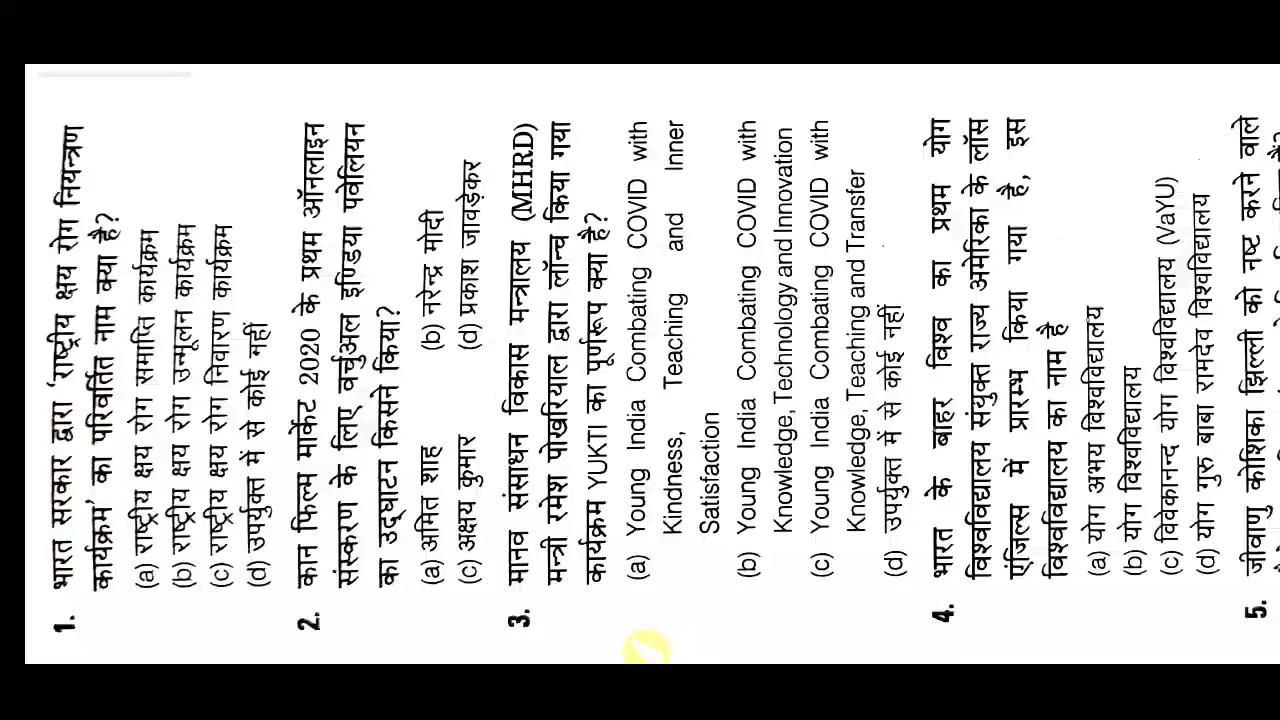 1. भारत सरकार द्वारा 'राष्ट्रीय क्षय रोग नियन्त्रण
कार्यक्रम' का परिवर्तित नाम क्या है?
(a) राष्ट्रीय क्षय रोग समाप्ति कार्यक्रम
(b) राष्ट्रीय क्षय रोग उन्मूलन कार्यक्रम
(c) राष्ट्रीय क्षय रोग निवारण कार्यक्रम
(d) उपर्युक्त में से कोई नहीं
2. कान फिल्म मार्केट 2020 के प्रथम ऑनलाइन
संस्करण के लिए वर्चुअल इण्डिया पवेलियन
का उद्घाटन किसने किया?
(a) अमित शाह (b) नरेन्द्र मोदी
(c) अक्षय कुमार (d) प्रकाश जावड़ेकर
3. मानव संसाधन विकास मन्त्रालय (MHRD)
मन्त्री रमेश पोखरियाल द्वारा लॉन्च किया गया
कार्यक्रम YUKTI का पूर्णरूप क्या है?
(a) Young India Combating COVID with
Kindness, Teaching and Inner
Satisfaction
(b) Young India Combating COVID with
Knowledge, Technology and Innovation
(c) Young India Combating COVID with
Knowledge, Teaching and Transfer
(d) उपर्युक्त में से कोई नहीं
4. भारत के बाहर विश्व का प्रथम योग
विश्वविद्यालय संयुक्त राज्य अमेरिका के लॉस
एंजिल्स में प्रारम्भ किया गया है, इस
विश्वविद्यालय का नाम है
(a) योग अभय विश्वविद्यालय
(b) योग विश्वविद्यालय
(c) विवेकानन्द योग विश्वविद्यालय (VaYU)
(d) योग गुरु बाबा रामदेव विश्वविद्यालय
5. जीवाणु कोशिका झिल्ली को नष्ट करने वाले